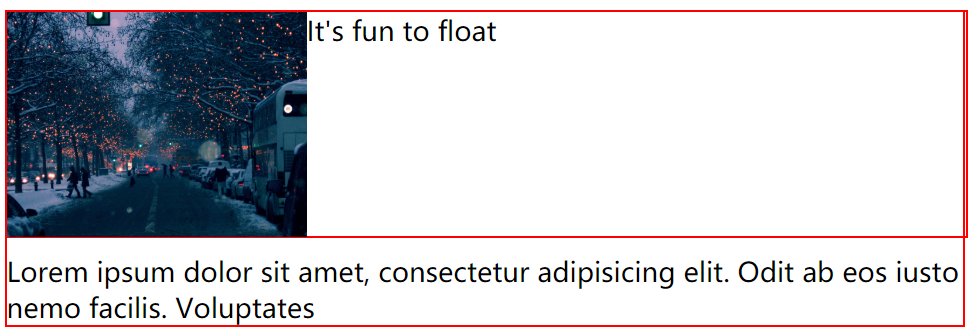 It's fun to float
Lorem ipsum dolor sit amet, consectetur adipisicing elit. Odit ab eos iusto
nemo facilis. Voluptates